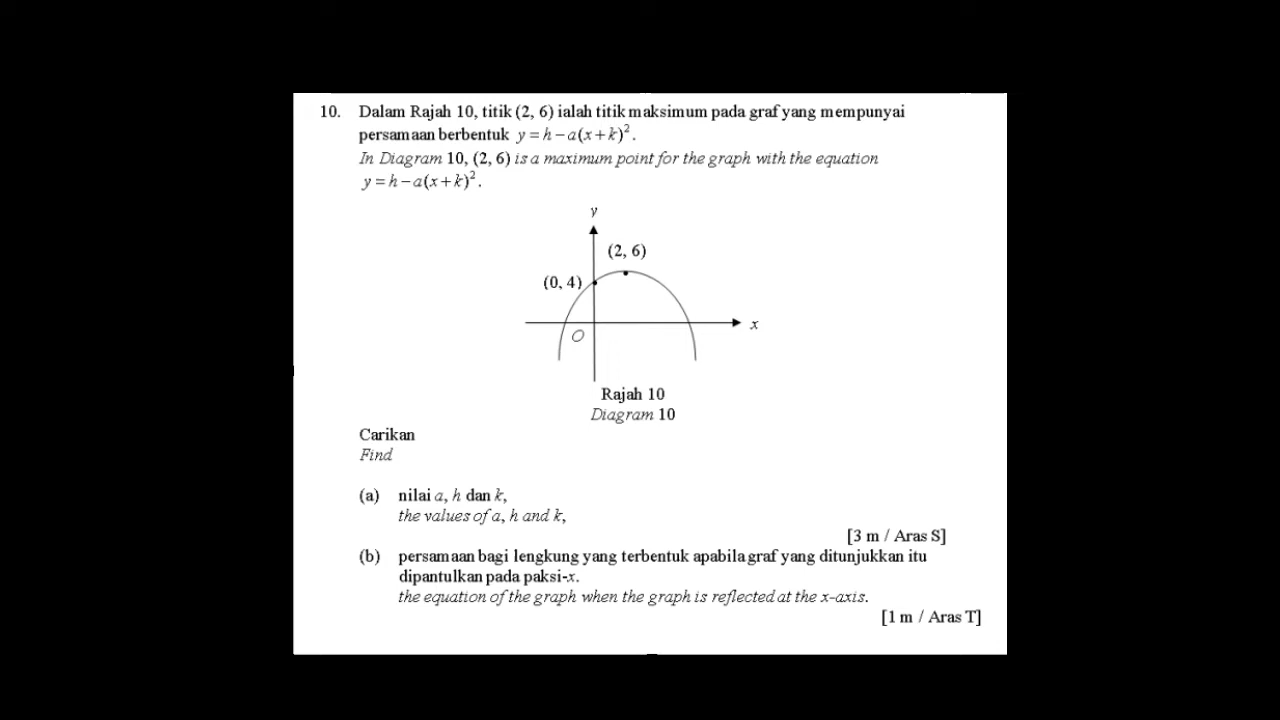 10. Dalam Rajah 10, titik (2, 6) ialah titik maksimum pada graf yang mempunyai
persamaan berbentuk y = h − a(x + k)².
In Diagram 10, (2, 6) is a maximum point for the graph with the equation
y = h − a(x + k)².
y
(2, 6)
(0, 4)
x
O
Rajah 10
Diagram 10
Carikan
Find
(a) nilai a, h dan k,
the values of a, h and k,
[3 m / Aras S]
(b) persamaan bagi lengkung yang terbentuk apabila graf yang ditunjukkan itu
dipantulkan pada paksi-x.
the equation of the graph when the graph is reflected at the x-axis.
[1 m / Aras T]